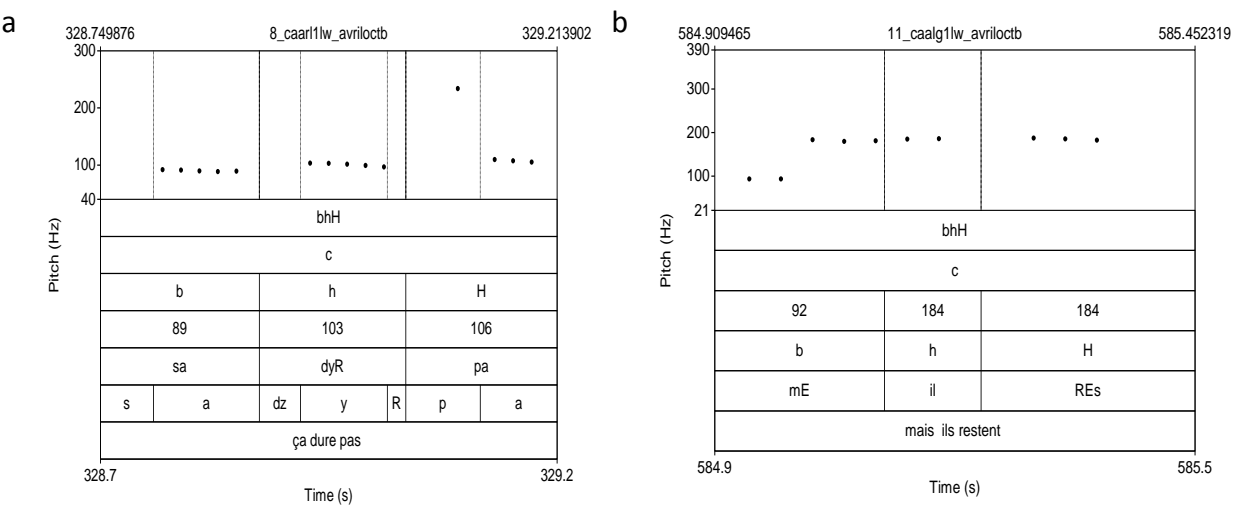 a
328.749876 8_caarl1lw_avriloctb 329.213902
300
200
100
40
Pitch (Hz)
bhH
c
b h H
89 103 106
sa dyR pa
s a dz y R p a
ça dure pas
328.7 329.2
Time (s)
b
584.909465 11_caalg1lw_avriloctb 585.452319
390
300
200
100
21
Pitch (Hz)
bhH
c
92 184 184
b h H
mE il REs
mais ils restent
584.9 585.5
Time (s)